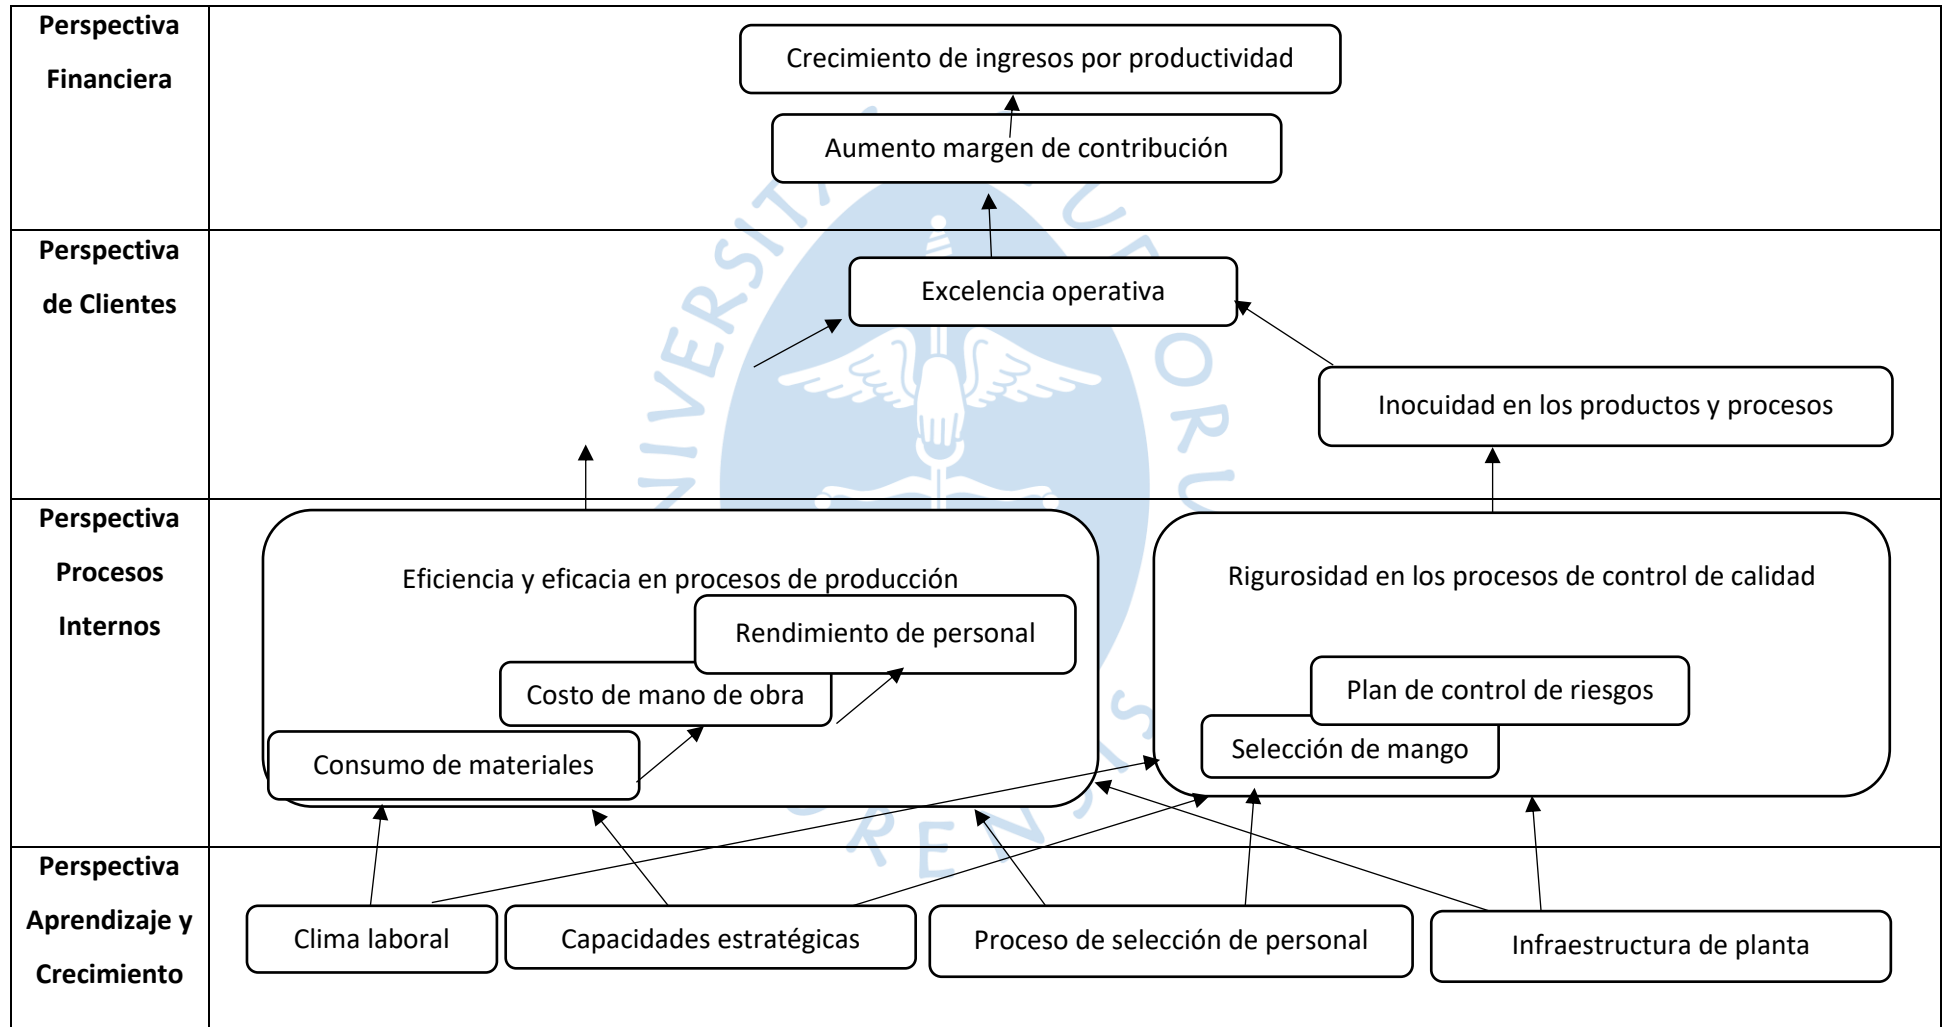 Perspectiva
Financiera
Crecimiento de ingresos por productividad
Aumento margen de contribución
Perspectiva
de Clientes
Excelencia operativa
Inocuidad en los productos y procesos
Perspectiva
Procesos
Internos
Eficiencia y eficacia en procesos de producción
Rendimiento de personal
Costo de mano de obra
Consumo de materiales
Rigurosidad en los procesos de control de calidad
Plan de control de riesgos
Selección de mango
Perspectiva
Aprendizaje y
Crecimiento
Clima laboral
Capacidades estratégicas
Proceso de selección de personal
Infraestructura de planta